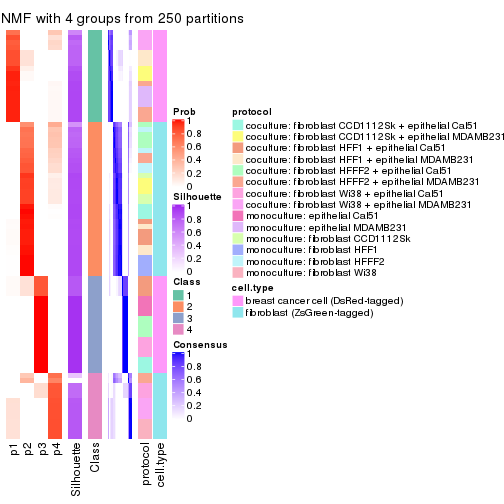 NMF with 4 groups from 250 partitions
Prob
1
0.8
0.6
0.4
0.2
0
Silhouette
1
0.8
0.6
0.4
0.2
0
Class
1
2
3
4
Consensus
1
0.8
0.6
0.4
0.2
0
protocol
coculture: fibroblast CCD1112Sk + epithelial Cal51
coculture: fibroblast CCD1112Sk + epithelial MDAMB231
coculture: fibroblast HFF1 + epithelial Cal51
coculture: fibroblast HFF1 + epithelial MDAMB231
coculture: fibroblast HFFF2 + epithelial Cal51
coculture: fibroblast HFFF2 + epithelial MDAMB231
coculture: fibroblast Wi38 + epithelial Cal51
coculture: fibroblast Wi38 + epithelial MDAMB231
monoculture: epithelial Cal51
monoculture: epithelial MDAMB231
monoculture: fibroblast CCD1112Sk
monoculture: fibroblast HFF1
monoculture: fibroblast HFFF2
monoculture: fibroblast Wi38
cell.type
breast cancer cell (DsRed-tagged)
fibroblast (ZsGreen-tagged)
p1
p2
p3
p4
Silhouette
Class
protocol
cell.type